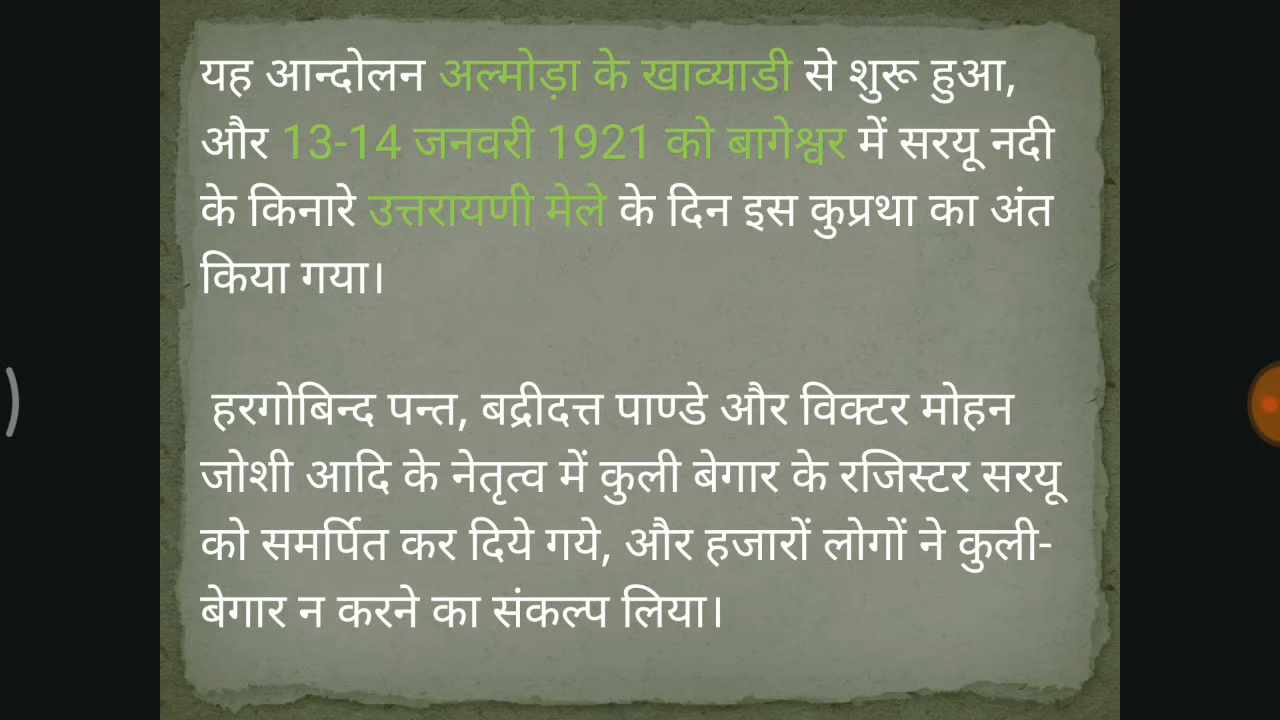 यह आन्दोलन अल्मोड़ा के खाव्याडी से शुरू हुआ,
और 13-14 जनवरी 1921 को बागेश्वर में सरयू नदी
के किनारे उत्तरायणी मेले के दिन इस कुप्रथा का अंत
किया गया।
हरगोबिन्द पन्त, बद्रीदत्त पाण्डे और विक्टर मोहन
जोशी आदि के नेतृत्व में कुली बेगार के रजिस्टर सरयू
को समर्पित कर दिये गये, और हजारों लोगों ने कुली-
बेगार न करने का संकल्प लिया।